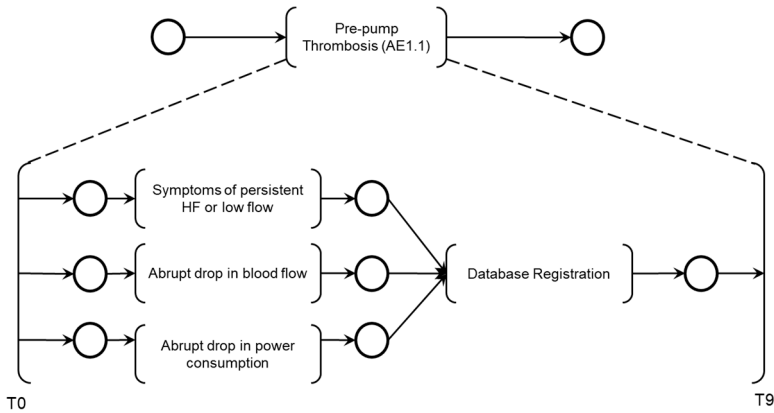 Pre-pump
Thrombosis (AE1.1)
Symptoms of persistent
HF or low flow
Abrupt drop in blood flow
Database Registration
Abrupt drop in power
consumption
T0
T9